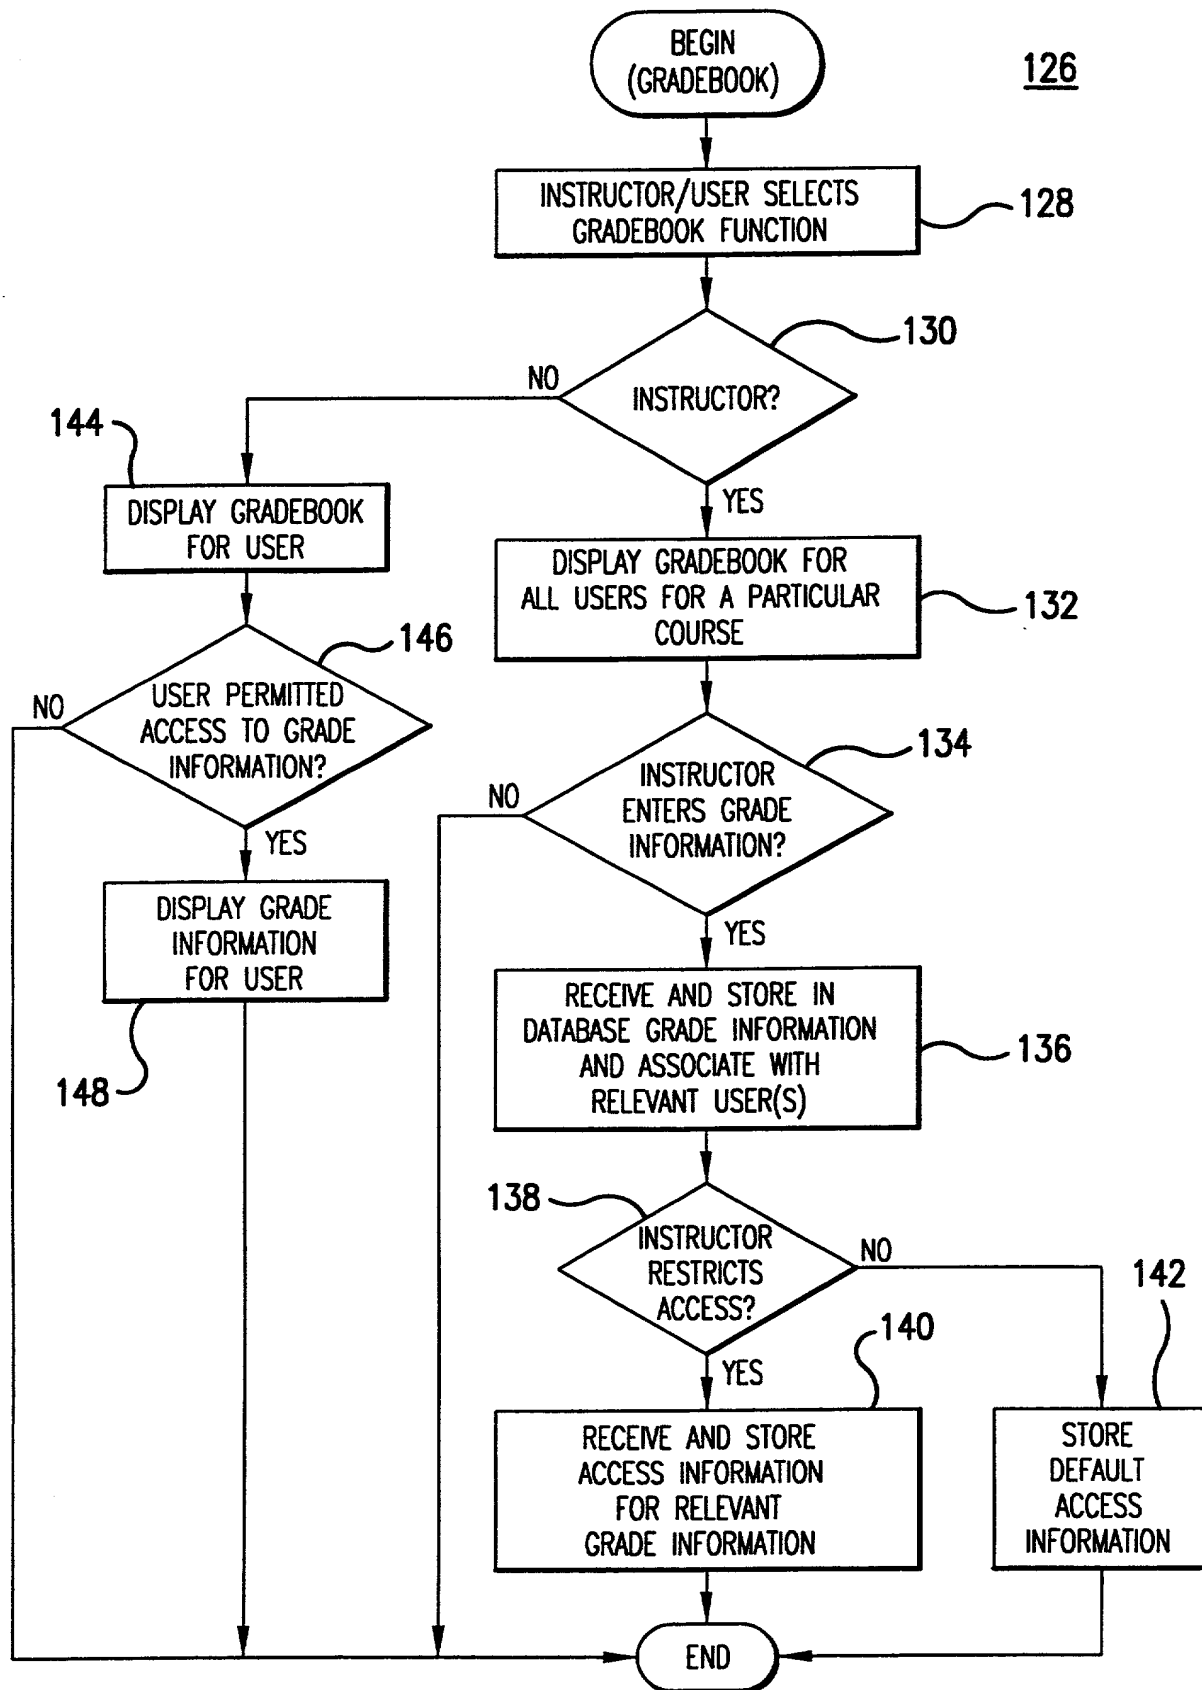 BEGIN
(GRADEBOOK)
126
INSTRUCTOR/USER SELECTS
GRADEBOOK FUNCTION
128
130
INSTRUCTOR?
NO
YES
144
DISPLAY GRADEBOOK
FOR USER
DISPLAY GRADEBOOK FOR
ALL USERS FOR A PARTICULAR
COURSE
132
146
USER PERMITTED
ACCESS TO GRADE
INFORMATION?
NO
YES
134
INSTRUCTOR
ENTERS GRADE
INFORMATION?
NO
YES
DISPLAY GRADE
INFORMATION
FOR USER
148
RECEIVE AND STORE IN
DATABASE GRADE INFORMATION
AND ASSOCIATE WITH
RELEVANT USER(S)
136
138
INSTRUCTOR
RESTRICTS
ACCESS?
NO
YES
140
RECEIVE AND STORE
ACCESS INFORMATION
FOR RELEVANT
GRADE INFORMATION
142
STORE
DEFAULT
ACCESS
INFORMATION
END